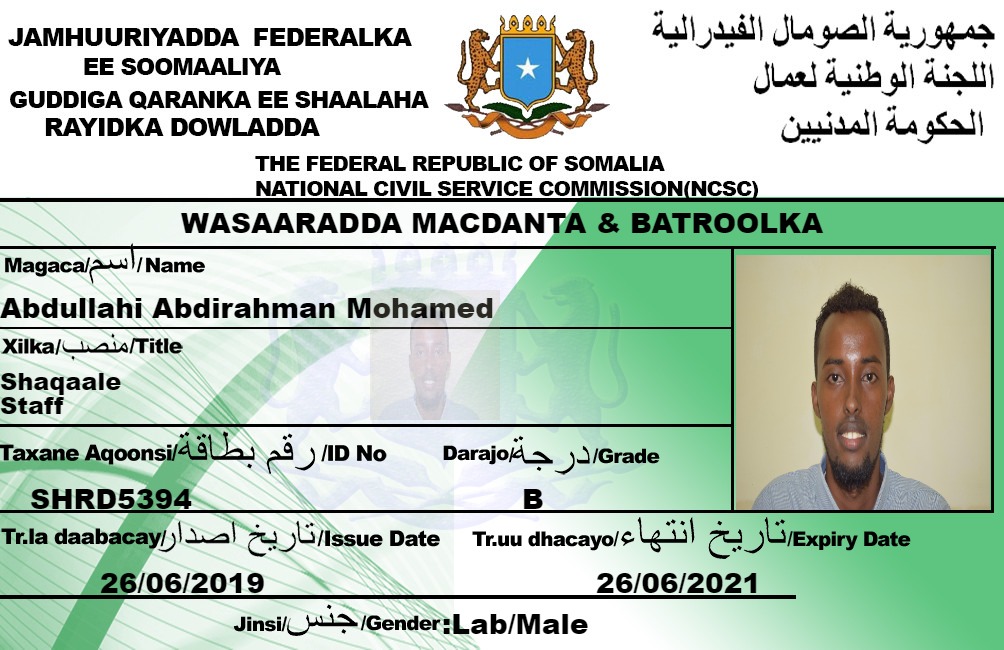 JAMHUURIYADDA FEDERALKA
EE SOOMAALIYA
GUDDIGA QARANKA EE SHAALAHA
RAYIDKA DOWLADDA
جمهورية الصومال الفيدرالية
اللجنة الوطنية لعمال
الحكومة المدنيين
THE FEDERAL REPUBLIC OF SOMALIA
NATIONAL CIVIL SERVICE COMMISSION(NCSC)
WASAARADDA MACDANTA & BATROOLKA
Magaca/اسم/ Name
Abdullahi Abdirahman Mohamed
Xilka/منصب/Title
Shaqaale
Staff
Taxane Aqoonsi/رقم بطاقة /ID No
SHRD5394
Darajo/درجة/Grade
B
Tr.la daabacay/تاريخ اصدار/Issue Date
26/06/2019
Tr.uu dhacayo/تاريخ انتهاء/Expiry Date
26/06/2021
Jinsi/جنس/Gender:Lab/Male